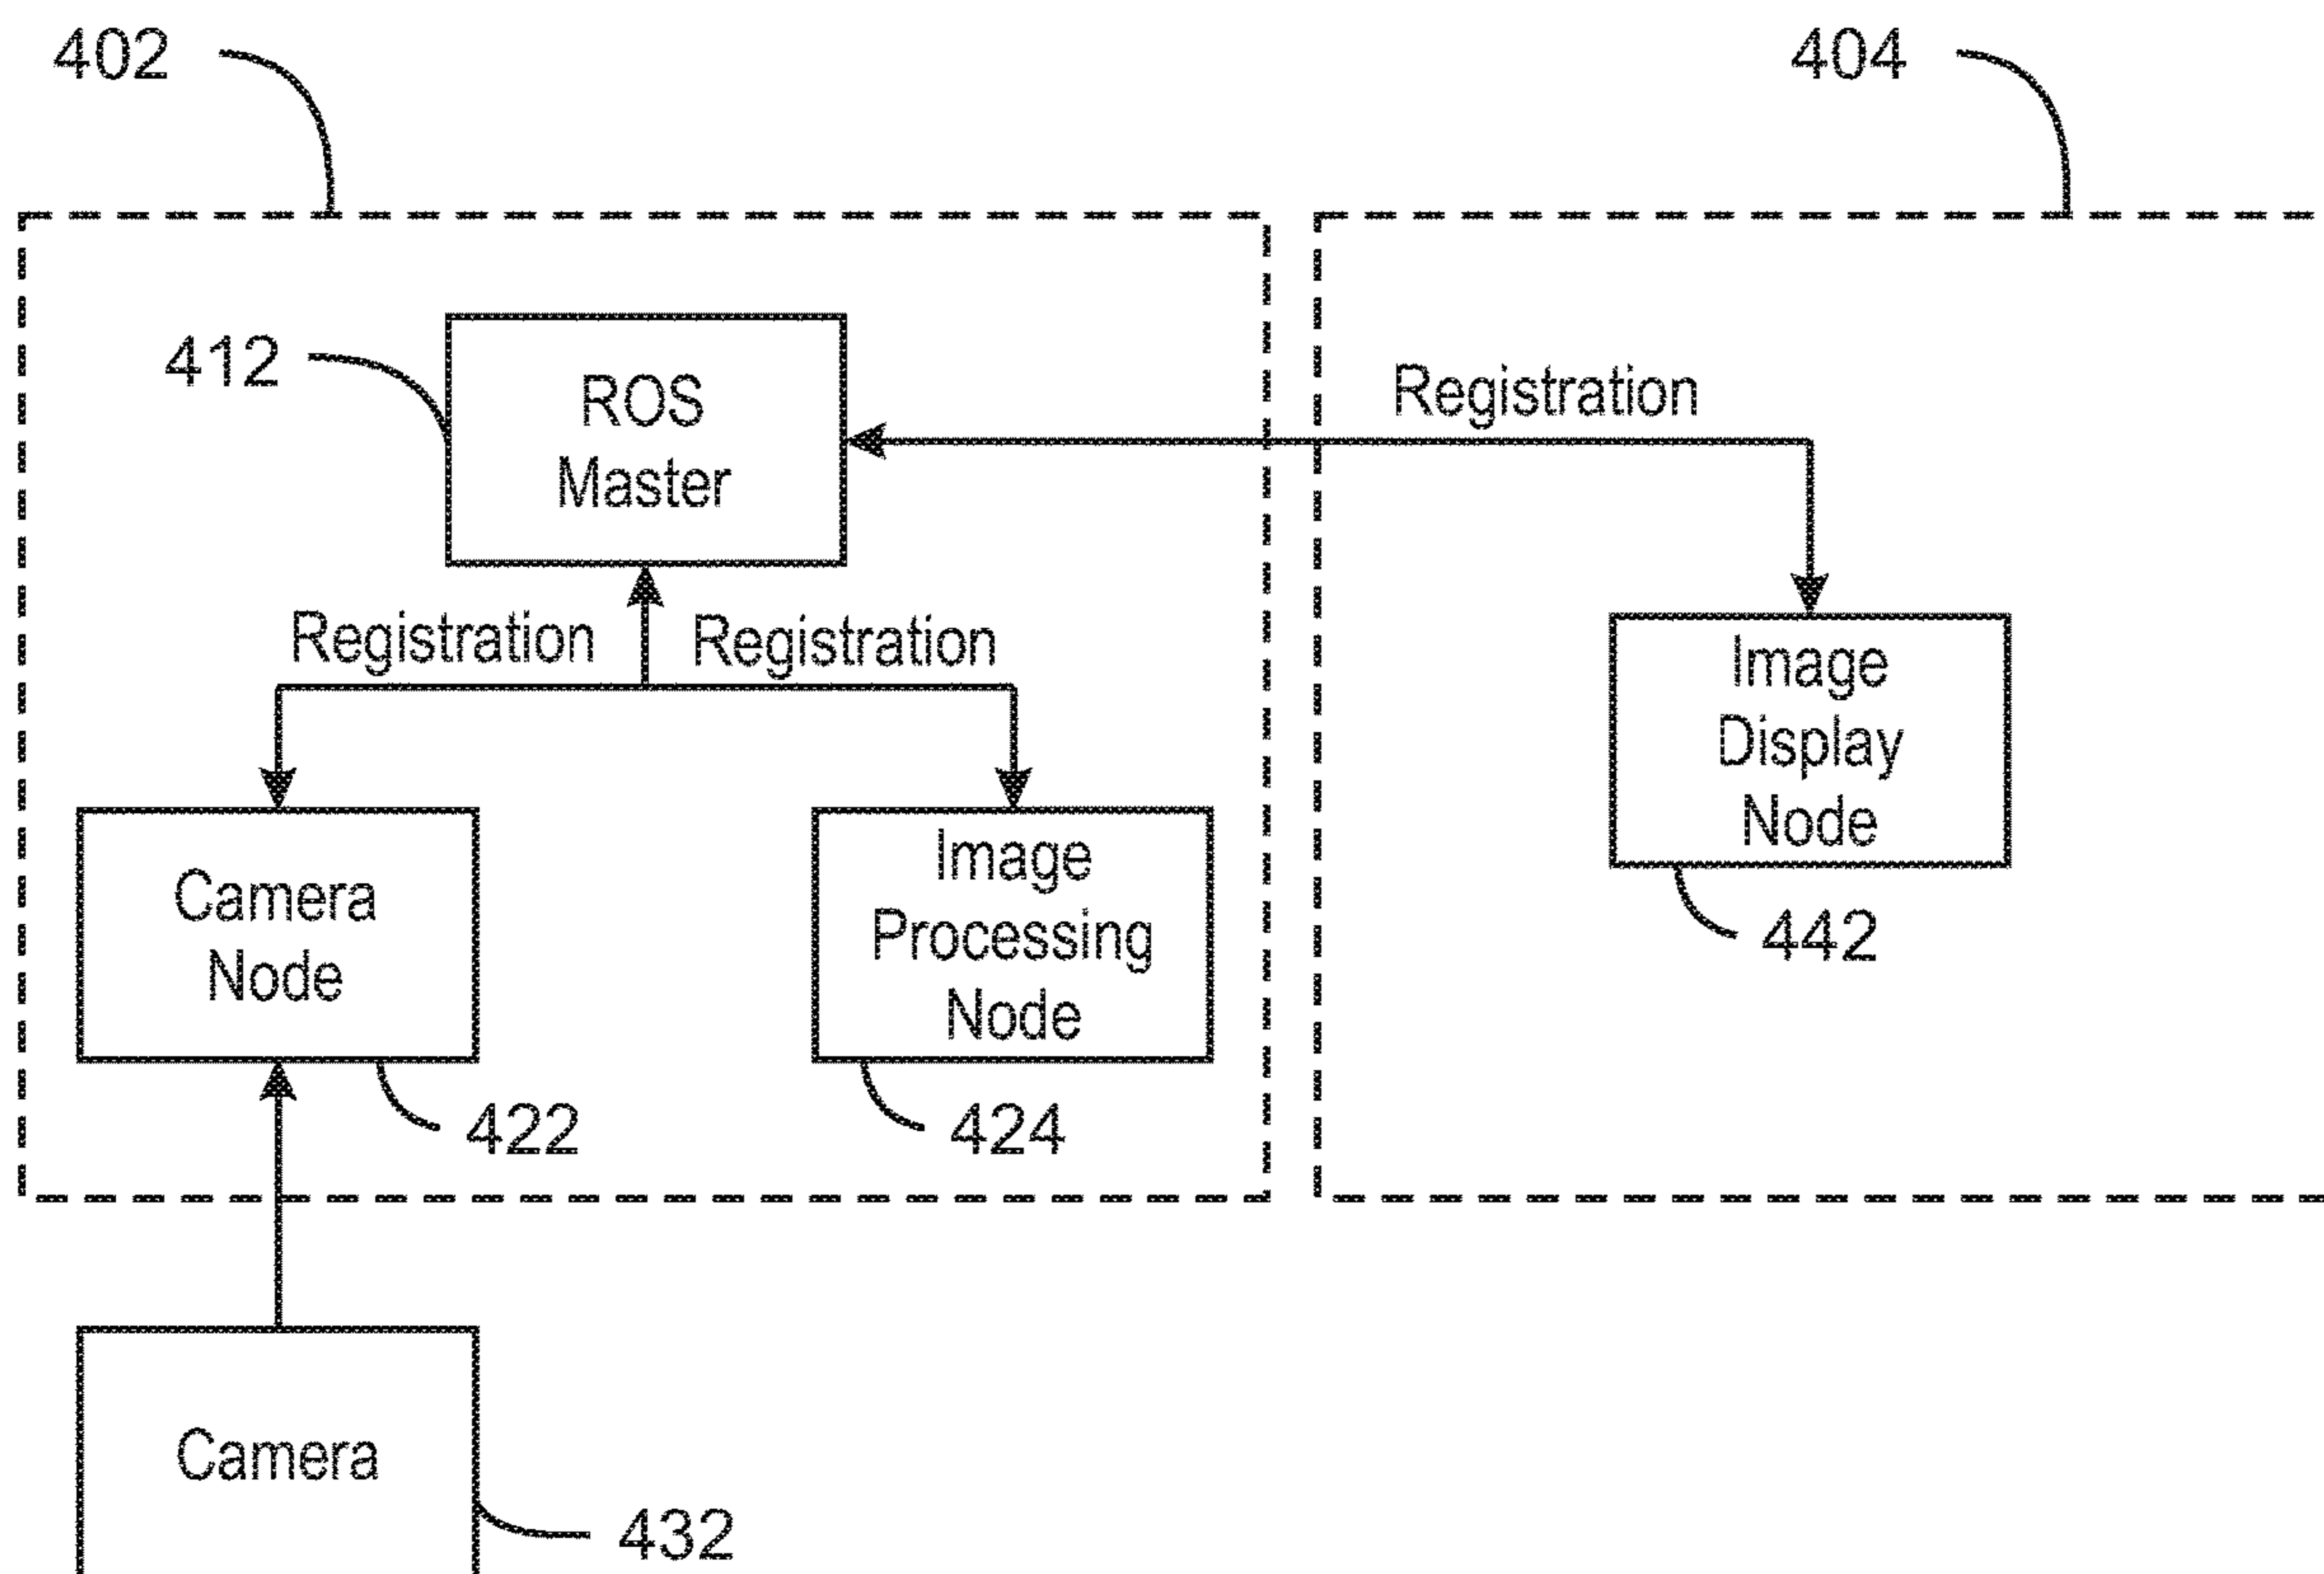 402
404
412
ROS
Master
Registration
Registration
Registration
Camera
Node
422
Image
Processing
Node
424
Image
Display
Node
442
Camera
432